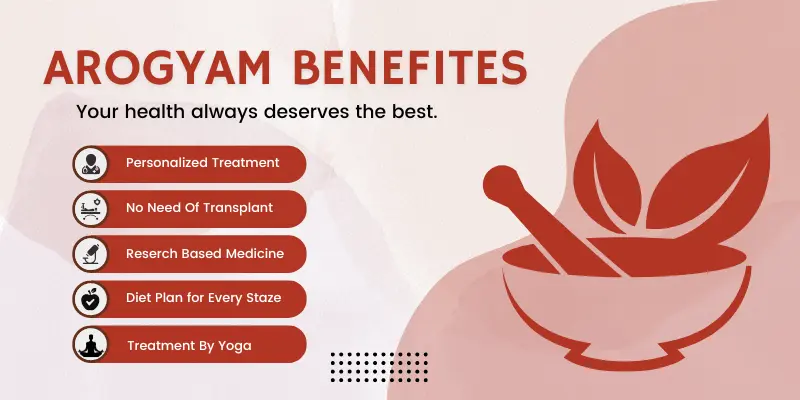 AROGYAM BENEFITES
Your health always deserves the best.
Personalized Treatment
No Need Of Transplant
Reserch Based Medicine
Diet Plan for Every Staze
Treatment By Yoga